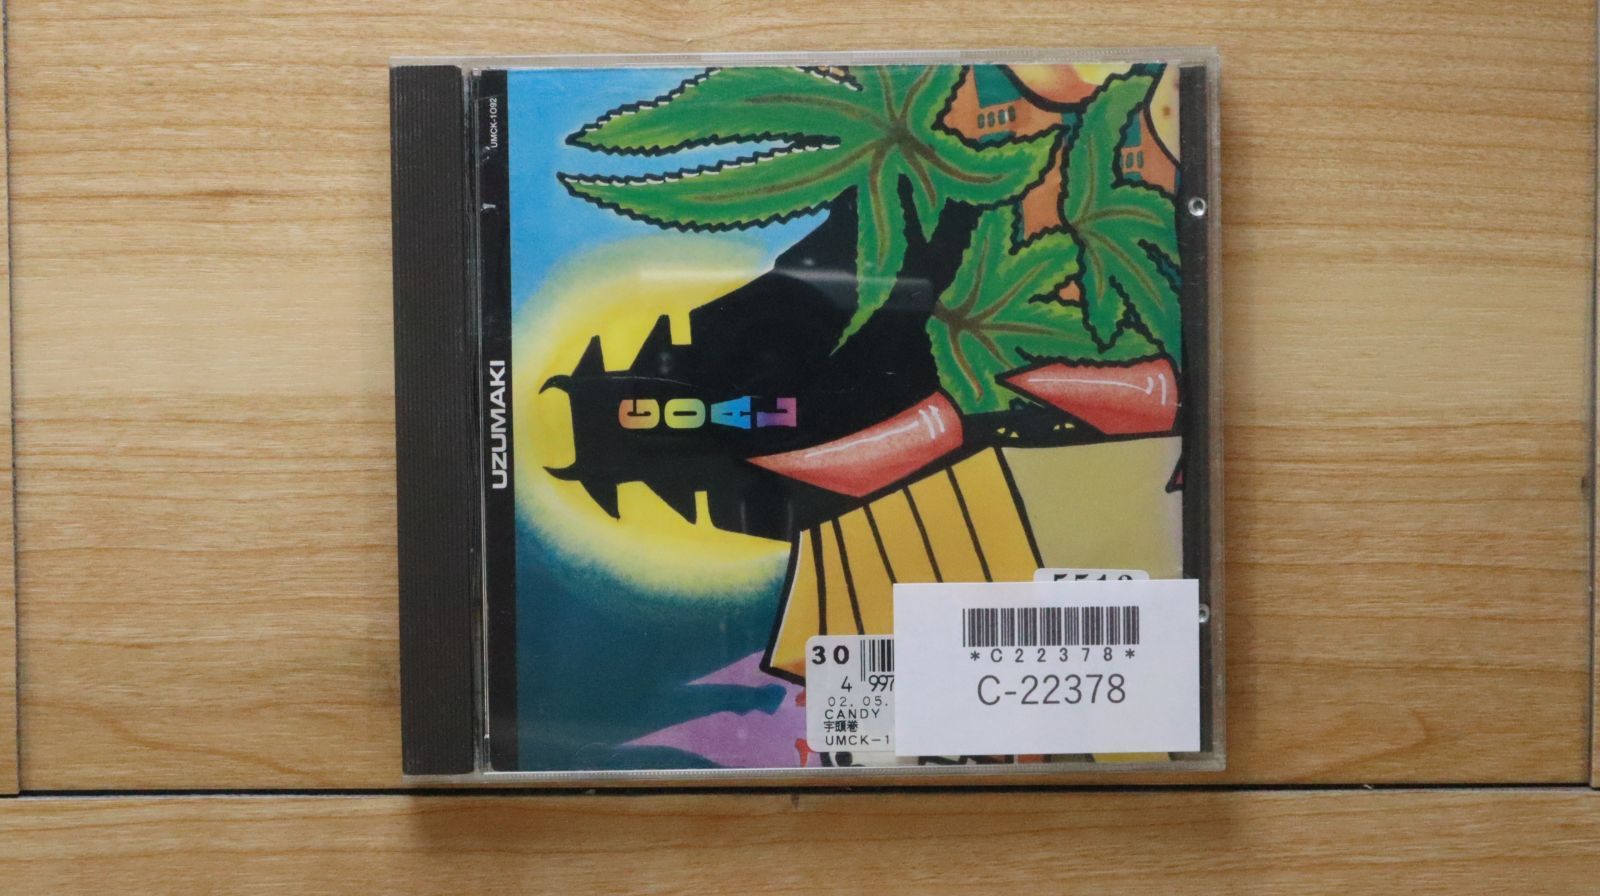 UMCK-1092
UZUMAKI
GOAL
30
4 997
02.05.
CANDY
宇頭巻
UMCK-1
*C22378*
C-22378